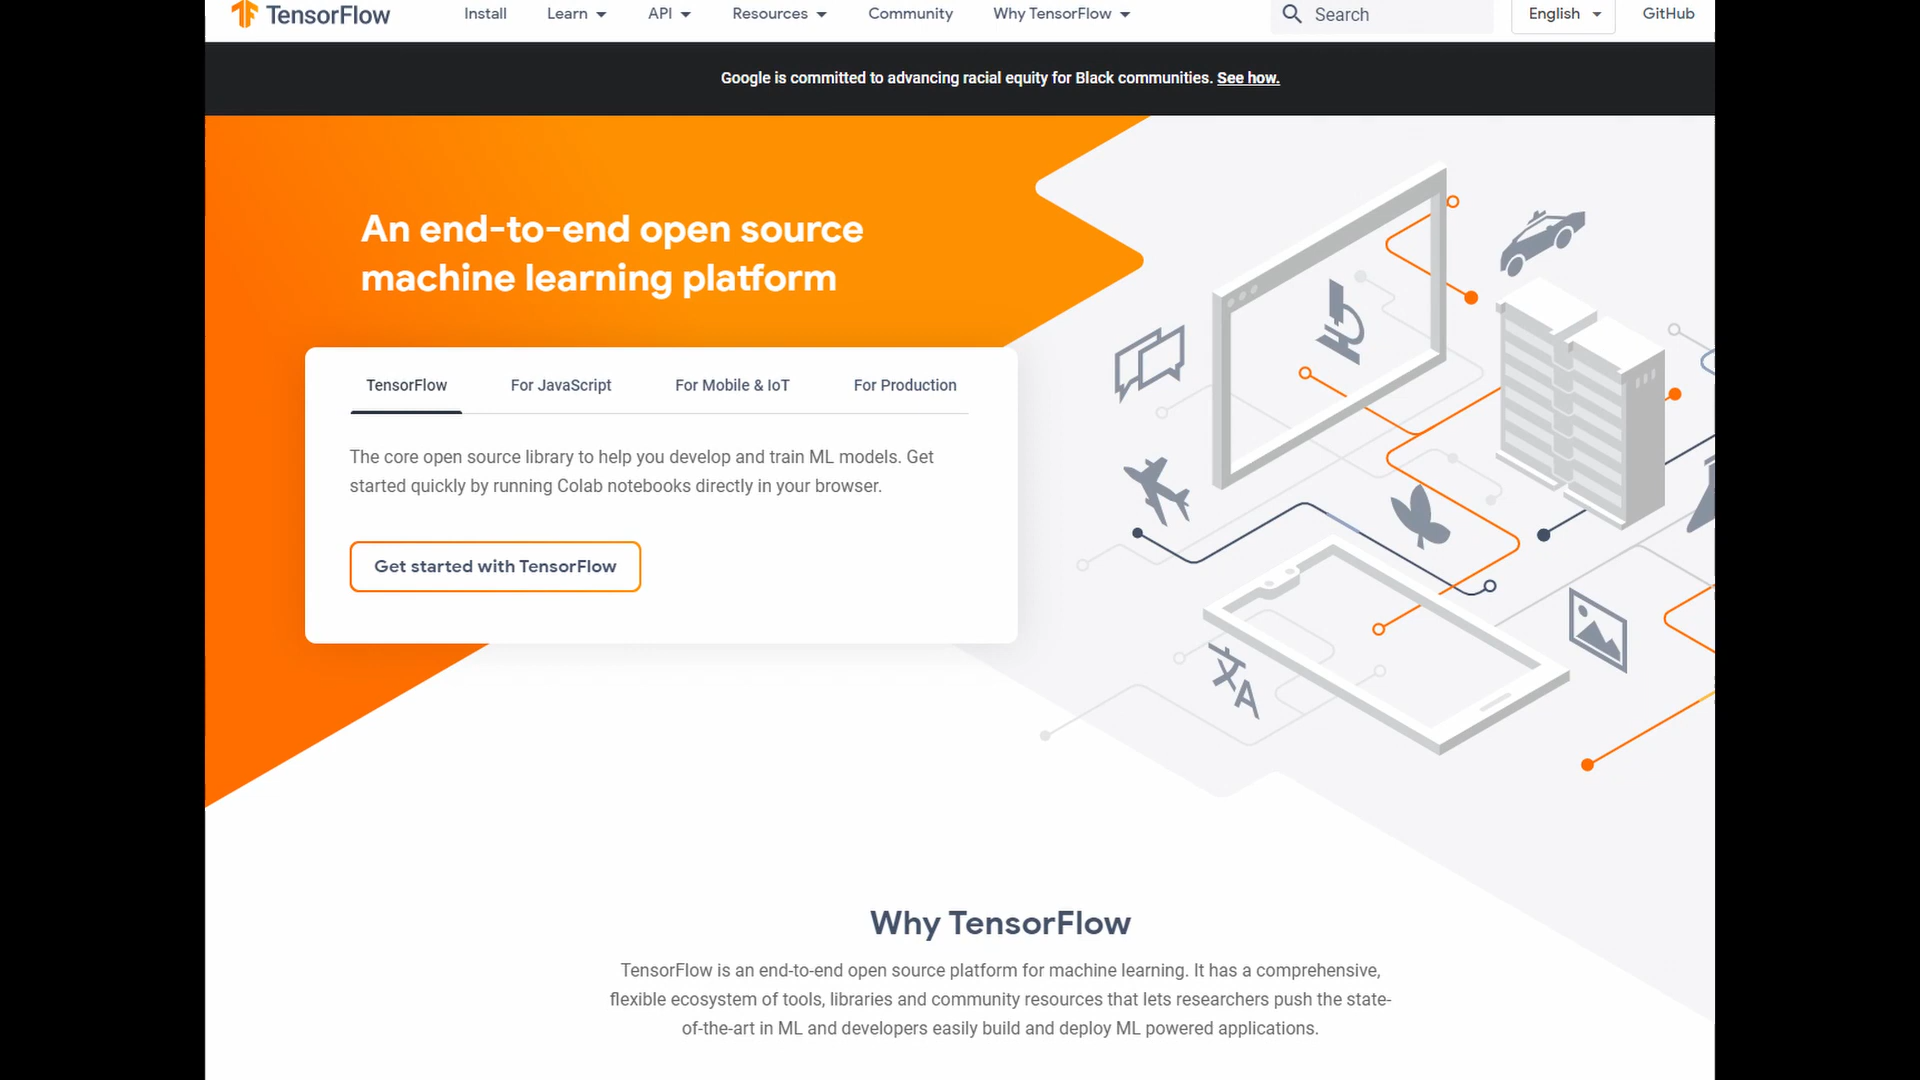 TensorFlow Install Learn API Resources Community Why TensorFlow Search English GitHub
Google is committed to advancing racial equity for Black communities. See how.
An end-to-end open source
machine learning platform
TensorFlow For JavaScript For Mobile & IoT For Production
The core open source library to help you develop and train ML models. Get
started quickly by running Colab notebooks directly in your browser.
Get started with TensorFlow
文A
Why TensorFlow
TensorFlow is an end-to-end open source platform for machine learning. It has a comprehensive,
flexible ecosystem of tools, libraries and community resources that lets researchers push the state-
of-the-art in ML and developers easily build and deploy ML powered applications.